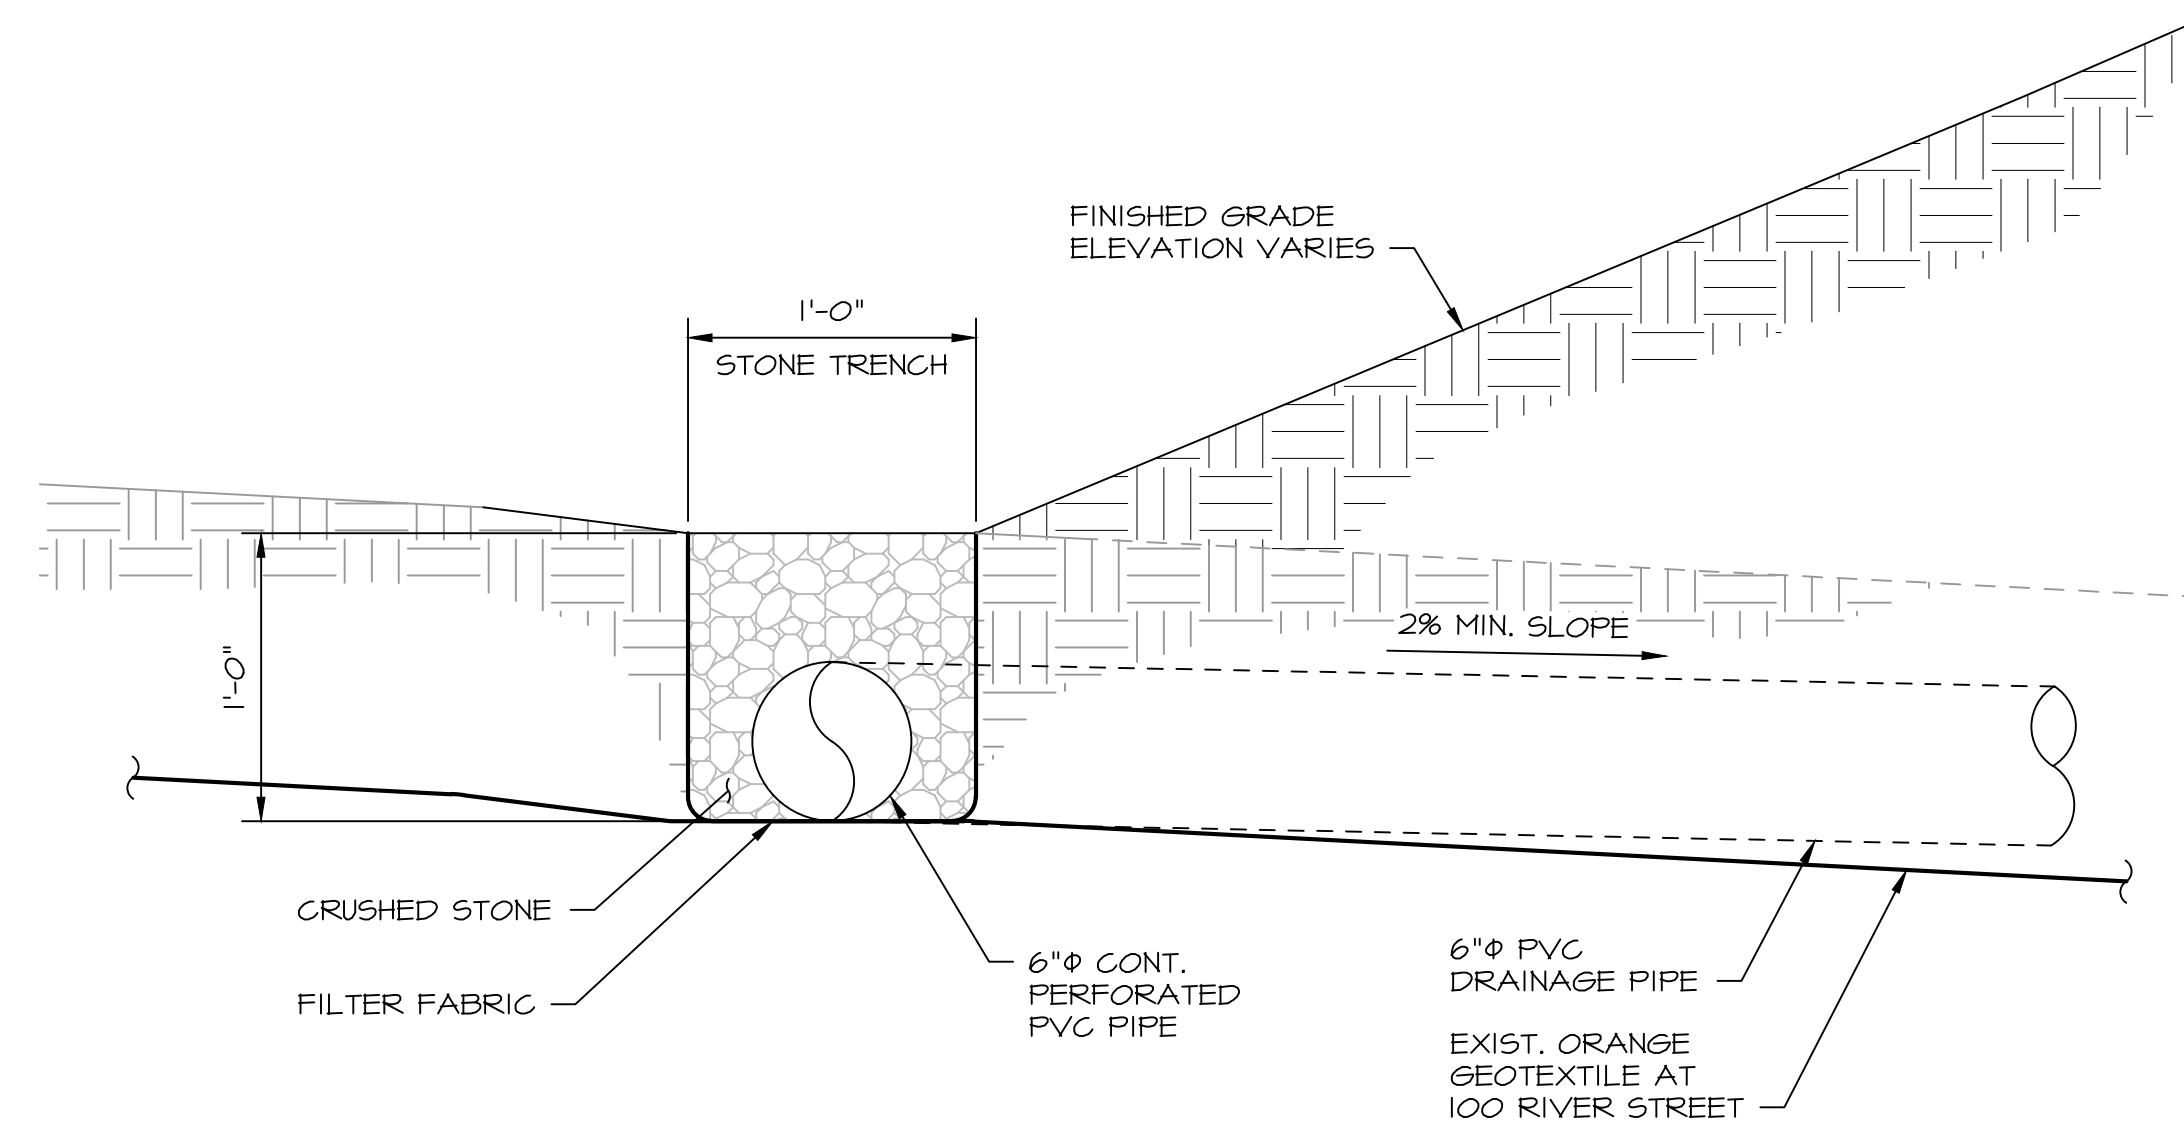 FINISHED GRADE
ELEVATION VARIES
1'-0"
STONE TRENCH
2% MIN. SLOPE
1'-0"
CRUSHED STONE
FILTER FABRIC
6"Φ CONT.
PERFORATED
PVC PIPE
6"Φ PVC
DRAINAGE PIPE
EXIST. ORANGE
GEOTEXTILE AT
100 RIVER STREET